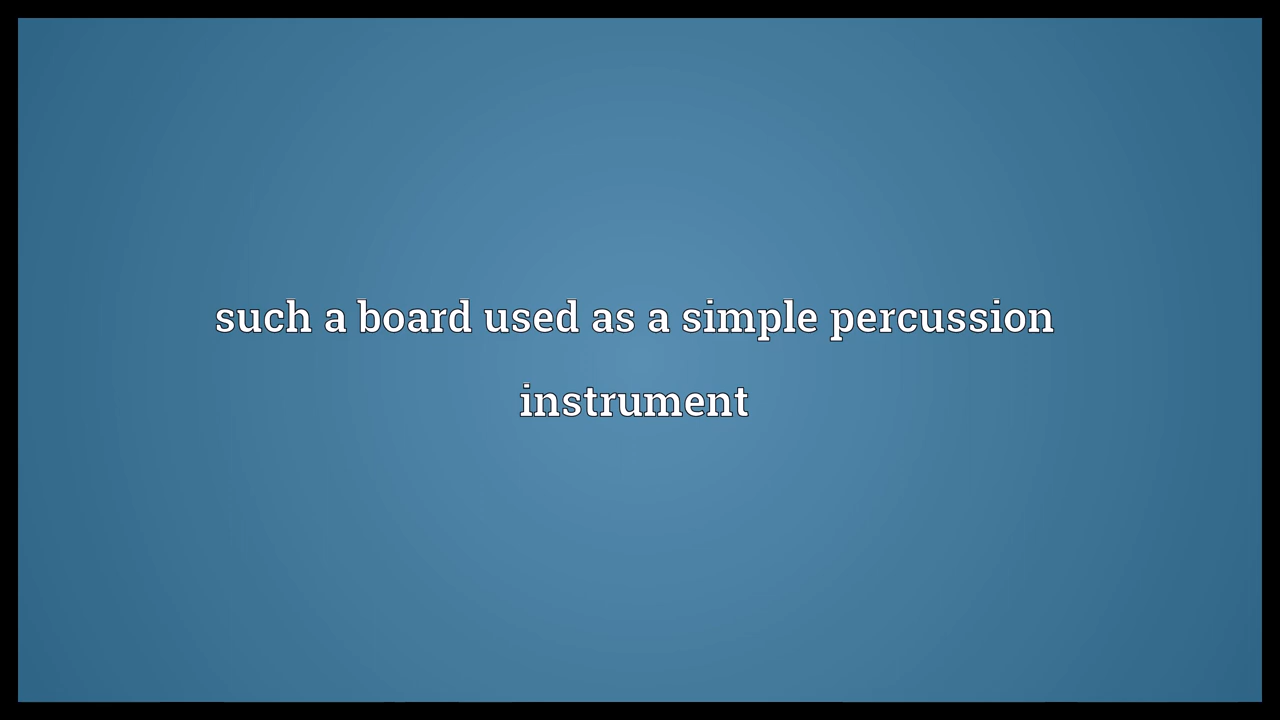 such a board used as a simple percussion
instrument